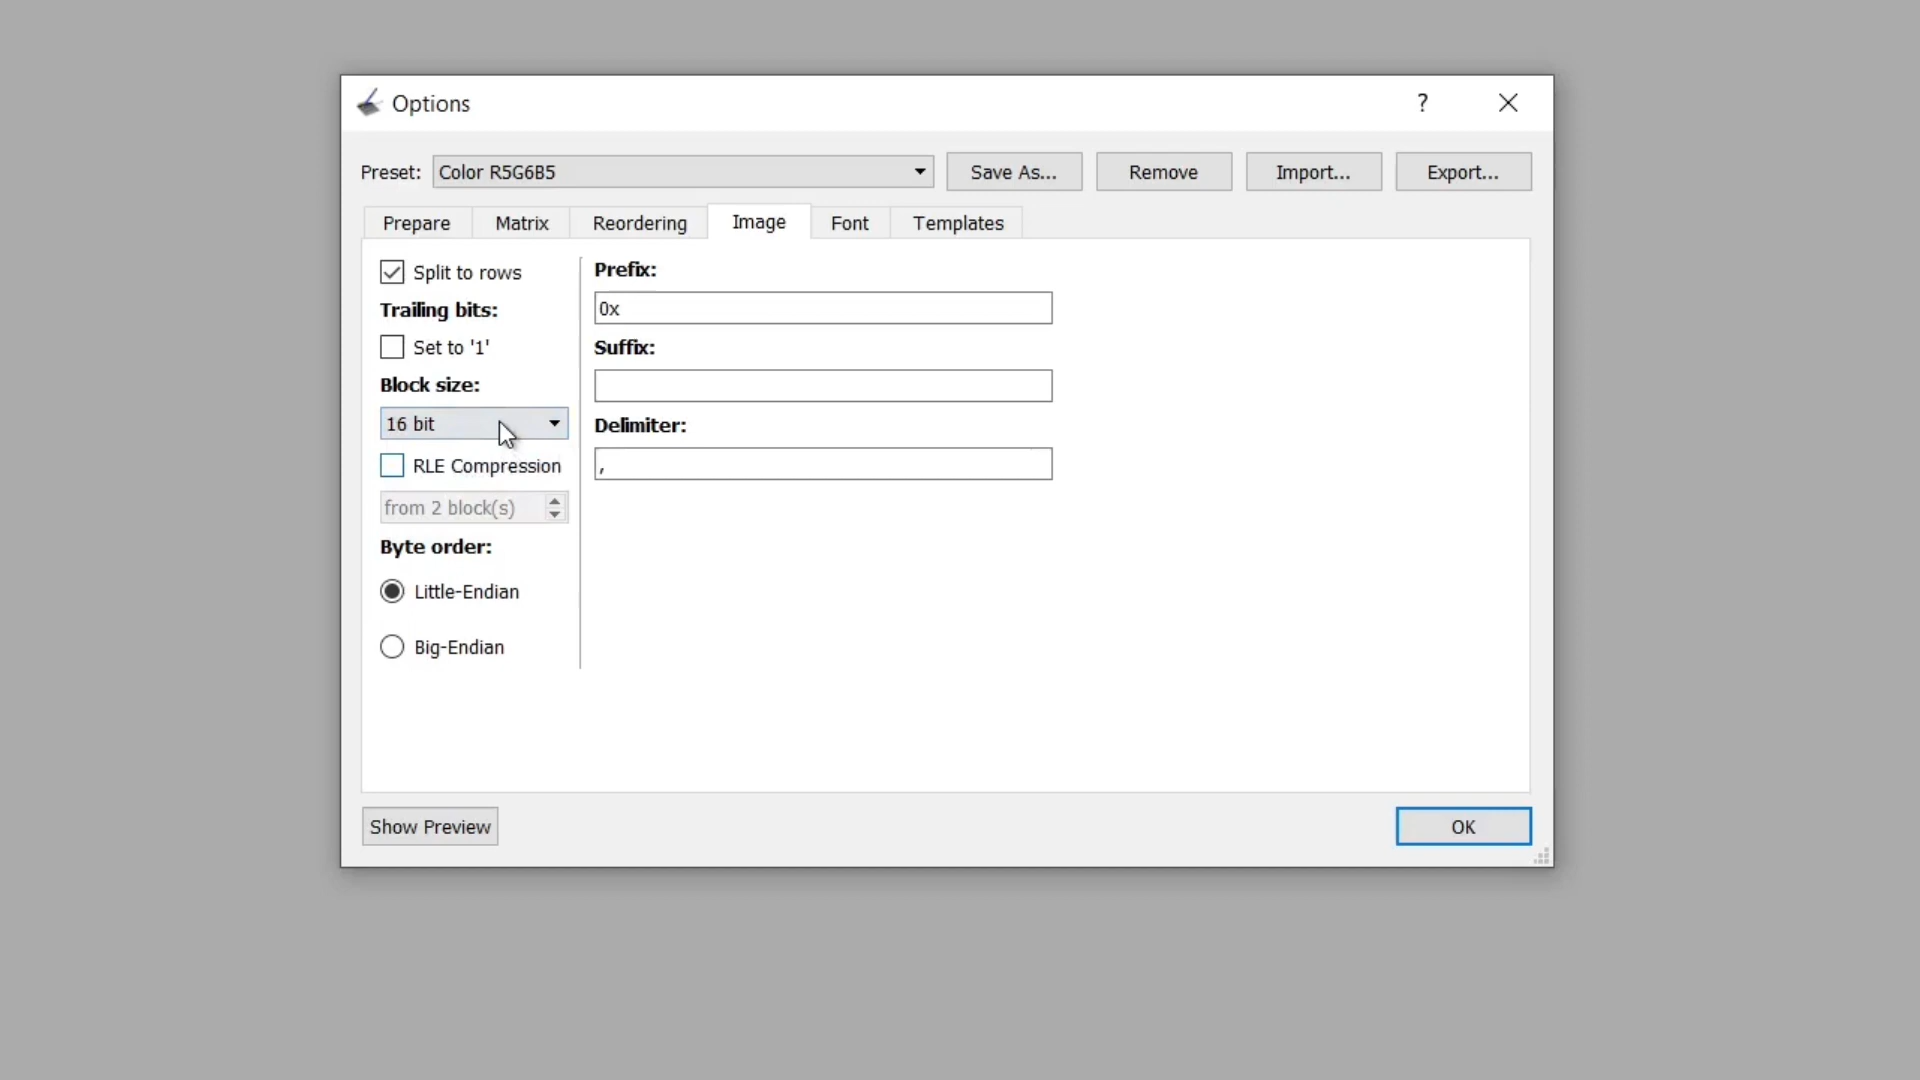 Options
?
Preset: Color R5G6B5 Save As... Remove Import... Export...
Prepare Matrix Reordering Image Font Templates
Split to rows
Trailing bits:
Set to '1'
Block size:
16 bit
RLE Compression
from 2 block(s)
Byte order:
Little-Endian
Big-Endian
Prefix:
0x
Suffix:
Delimiter:
,
Show Preview
OK